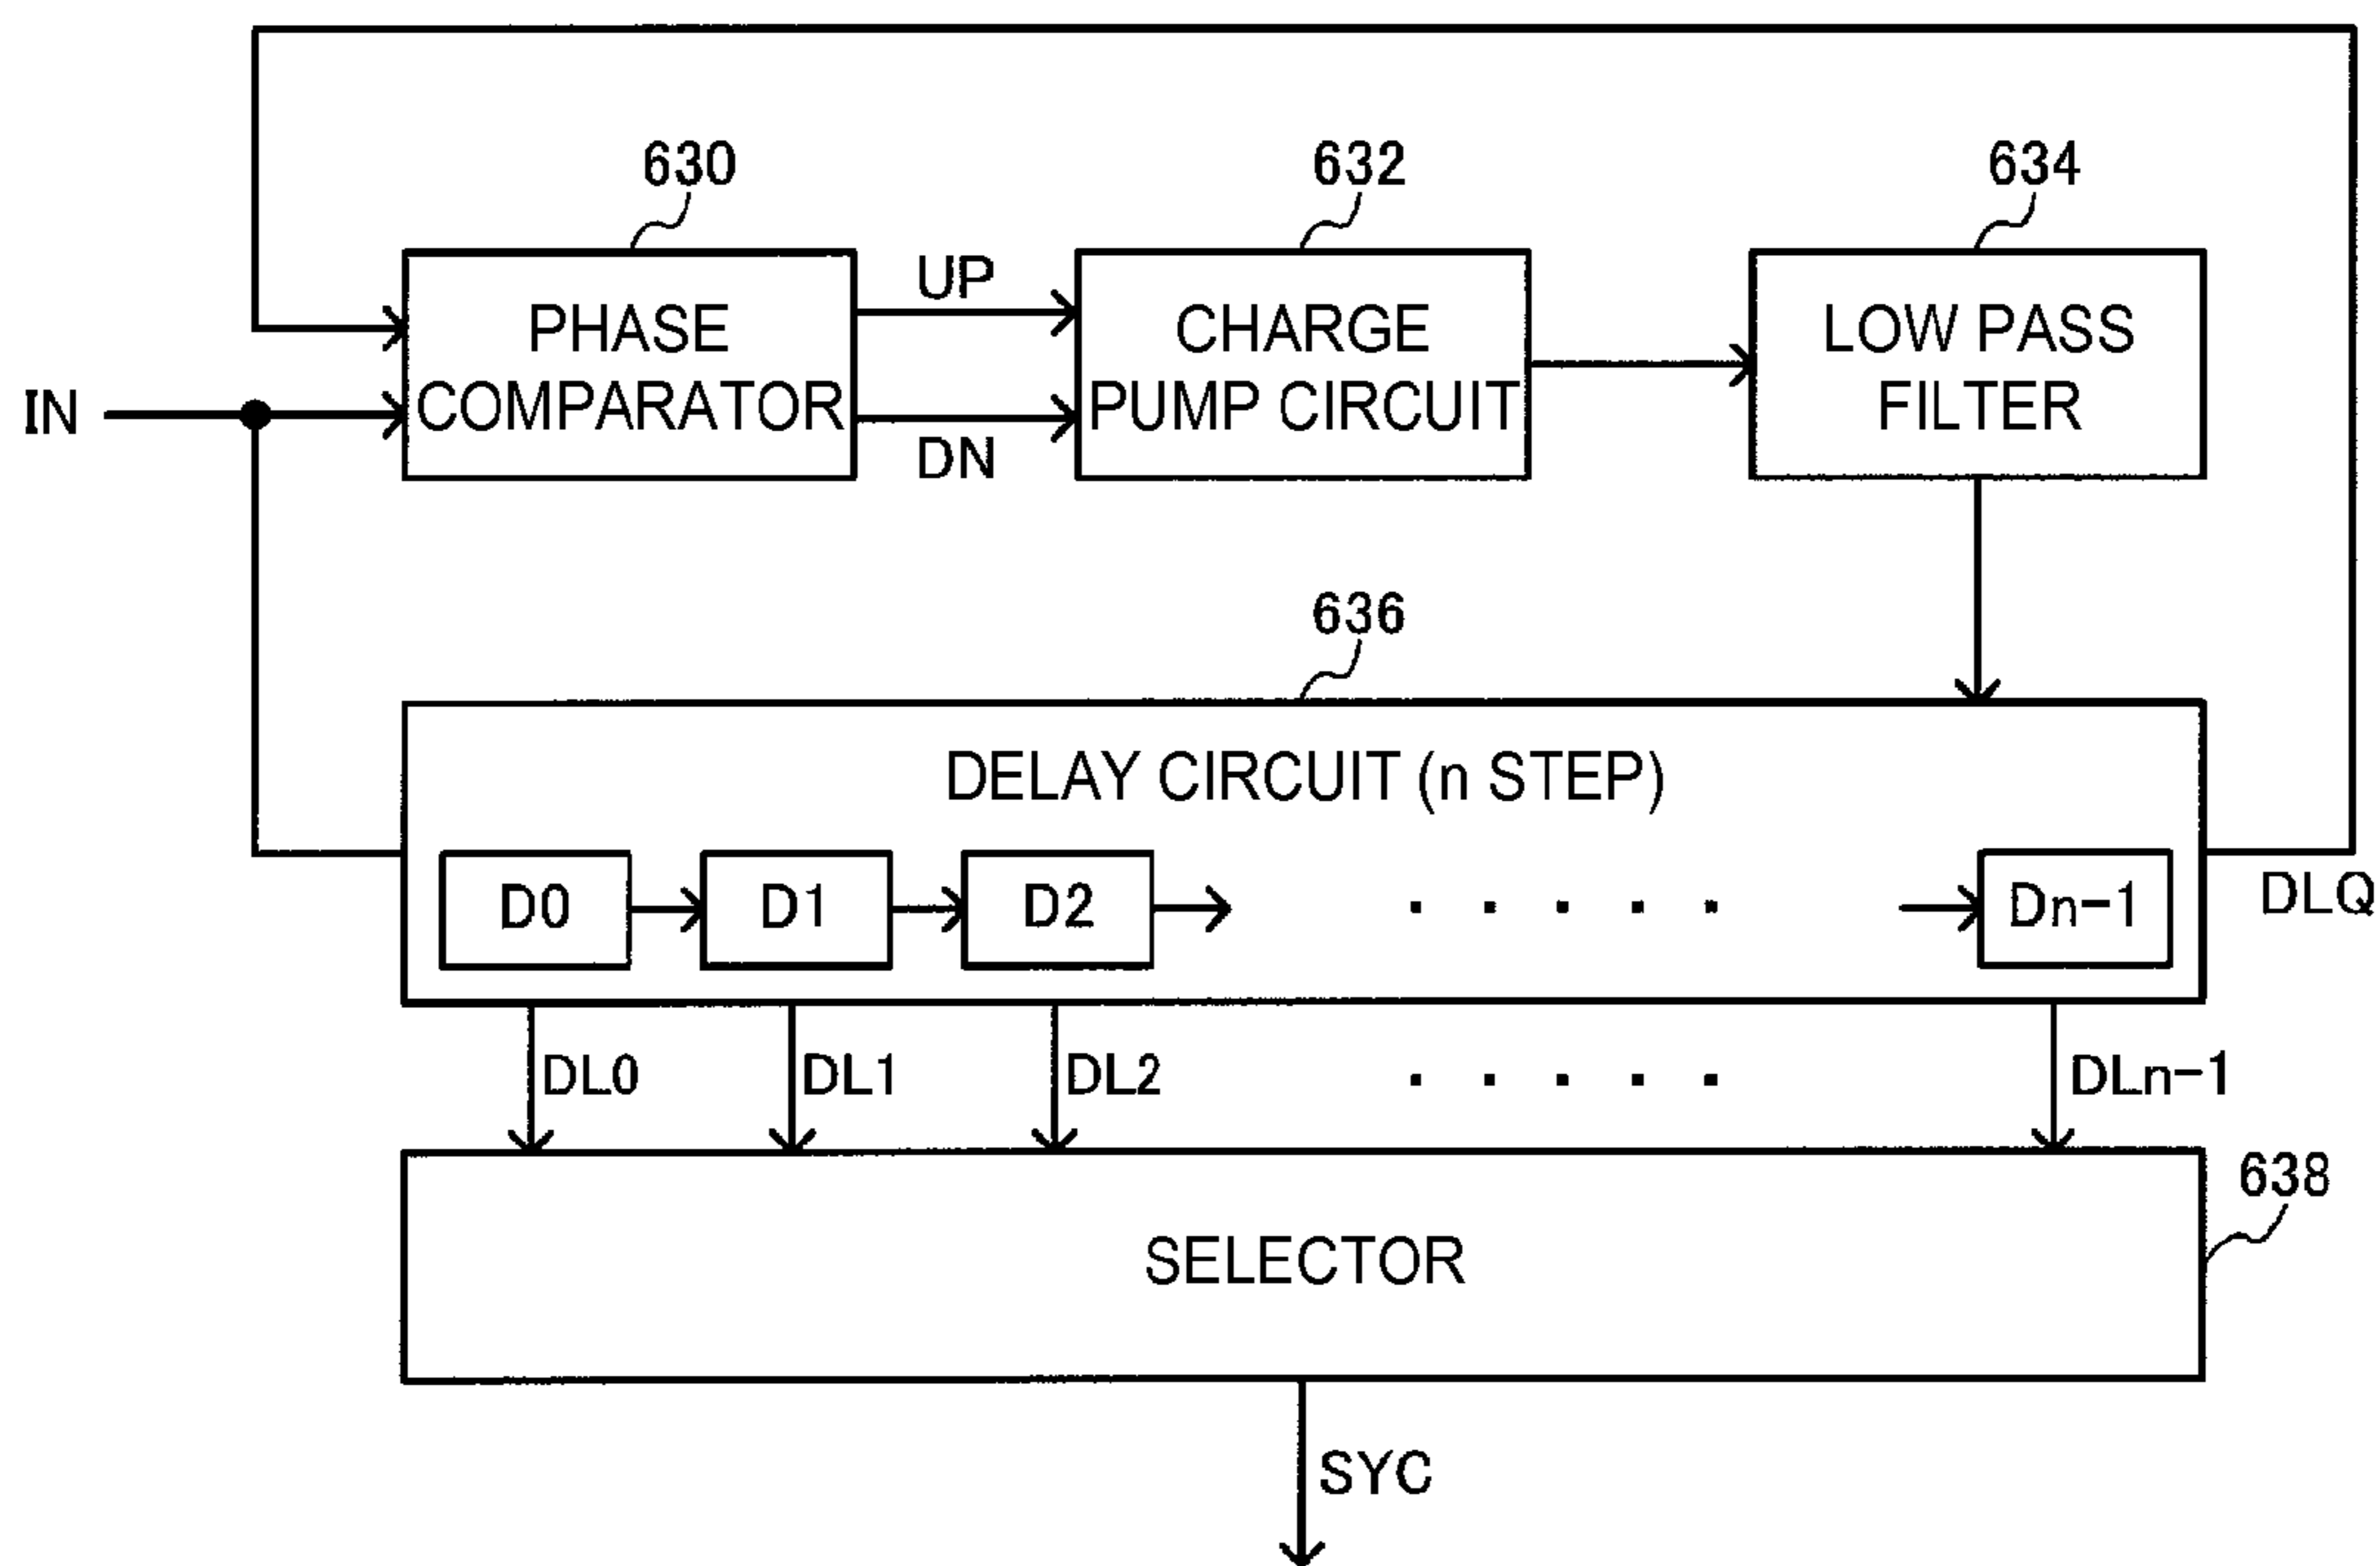 630
632
634
PHASE
COMPARATOR
UP
DN
CHARGE
PUMP CIRCUIT
LOW PASS
FILTER
IN
636
DELAY CIRCUIT (n STEP)
D0
D1
D2
. . . . .
Dn-1
DLQ
DL0
DL1
DL2
. . . . .
DLn-1
638
SELECTOR
SYC